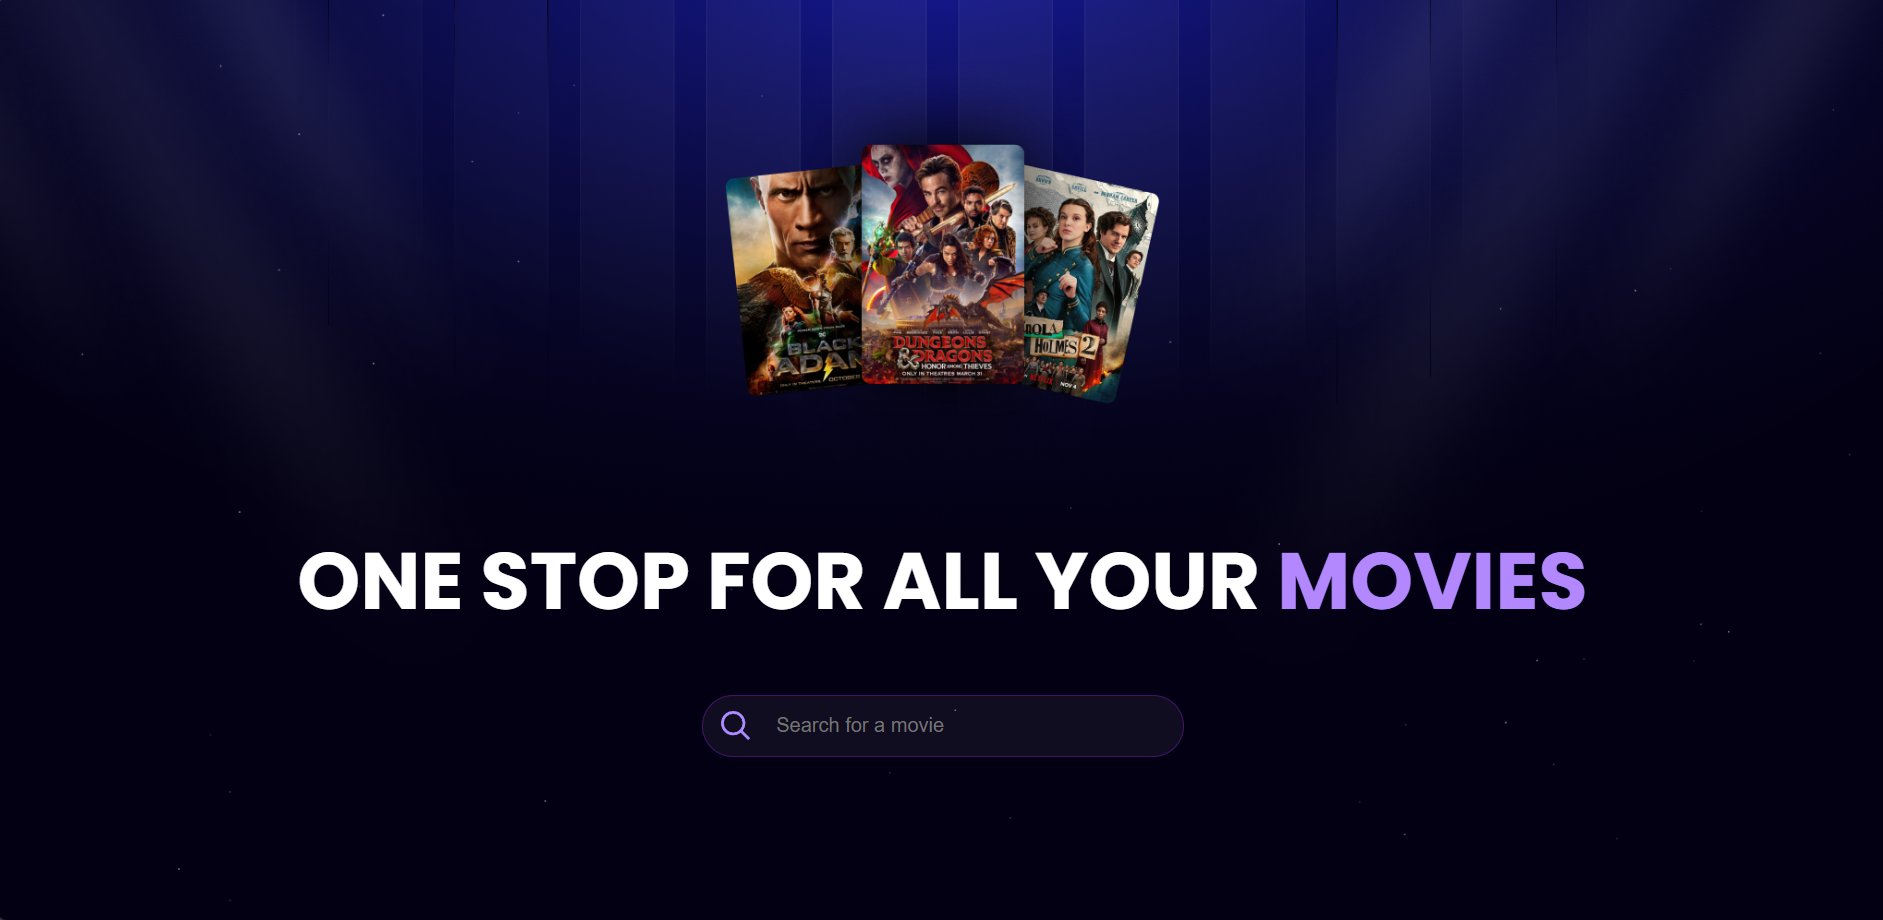 BLACK
ADAM
OCTOBER
DUNGEONS
& DRAGONS
HONOR AMONG THIEVES
ONLY IN THEATRES MARCH 31
HOLMES 2
NETFLIX
NOV 4
ONE STOP FOR ALL YOUR MOVIES
Search for a movie